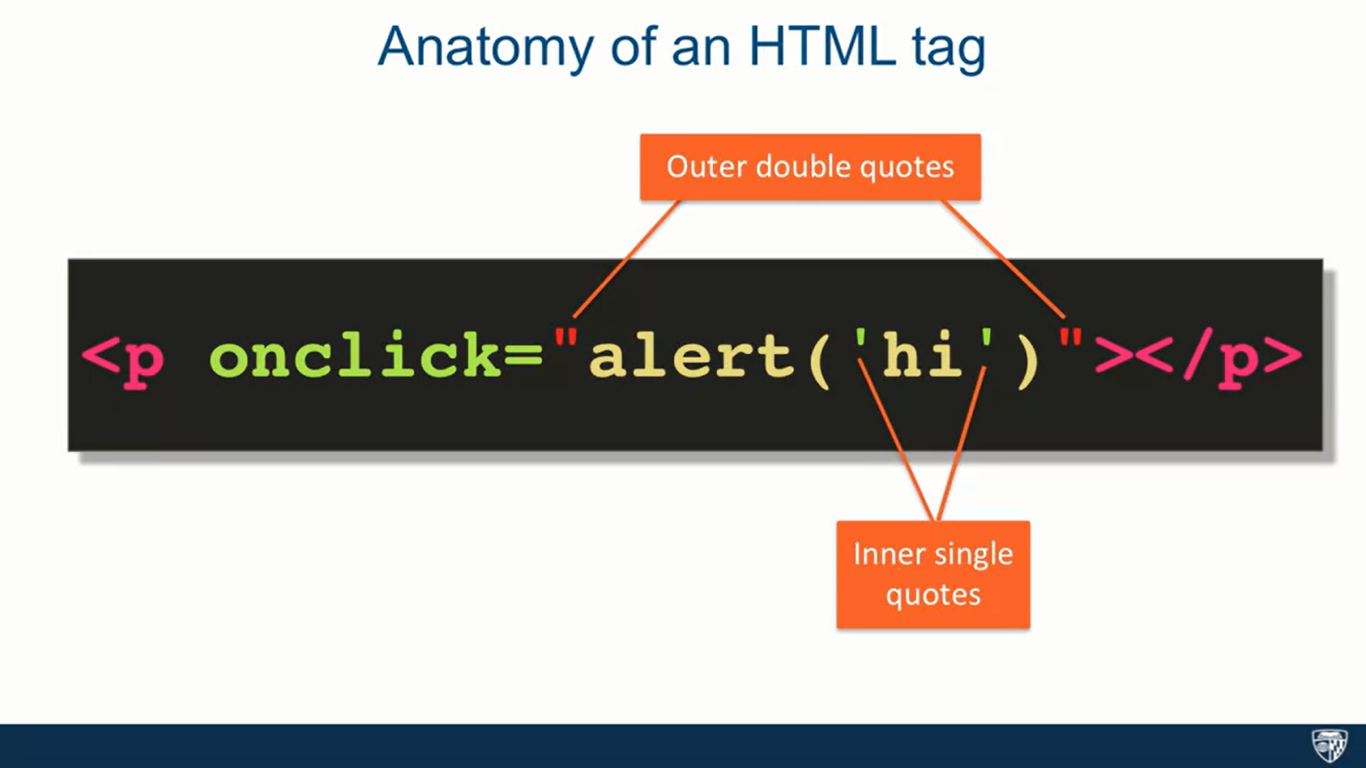 Anatomy of an HTML tag
Outer double quotes
<p onclick="alert('hi')"></p>
Inner single
quotes